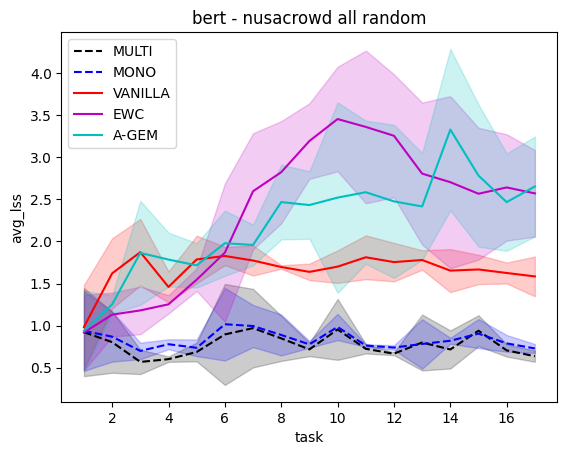 bert - nusacrowd all random
MULTI
MONO
VANILLA
EWC
A-GEM
avg_lss
4.0
3.5
3.0
2.5
2.0
1.5
1.0
0.5
2 4 6 8 10 12 14 16
task